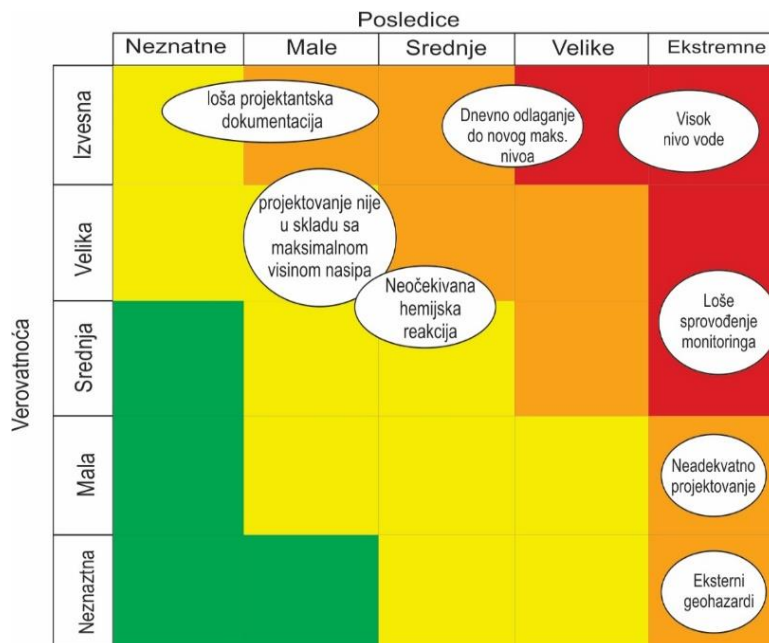 Posledice
Neznatne
Male
Srednje
Velike
Ekstremne
Verovatnoća
Izvesna
loša projektantska
dokumentacija
Dnevno odlaganje
do novog maks.
nivoa
Visok
nivo vode
Velika
projektovanje nije
u skladu sa
maksimalnom
visinom nasipa
Srednja
Neočekivana
hemijska
reakcija
Loše
sprovođenje
monitoringa
Mala
Neadekvatno
projektovanje
Neznaztna
Eksterni
geohazardi